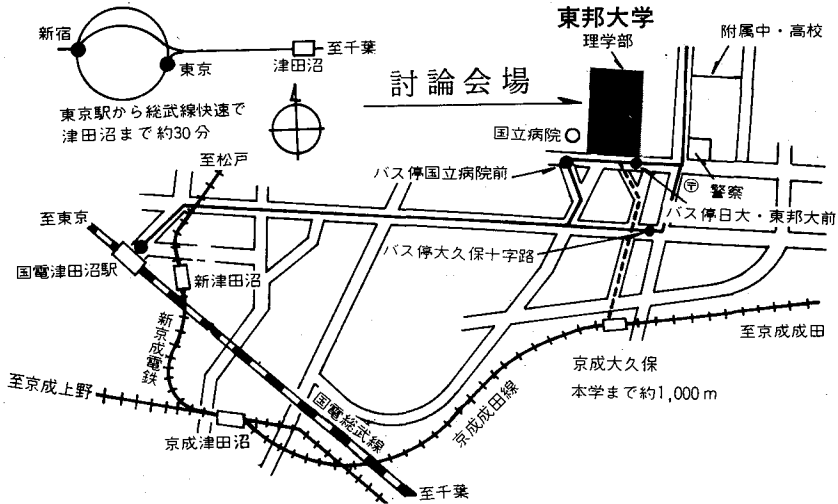 東邦大学
理学部
附属中・高校
新宿
東京
津田沼
至千葉
東京駅から総武線快速で
津田沼まで約30分
討論会場
国立病院
至松戸
バス停国立病院前
〒
警察
バス停日大・東邦大前
至東京
バス停大久保十字路
国電津田沼駅
新津田沼
新京成電鉄
至京成成田
京成大久保
本学まで約1,000m
至京成上野
国電総武線
京成成田線
京成津田沼
至千葉